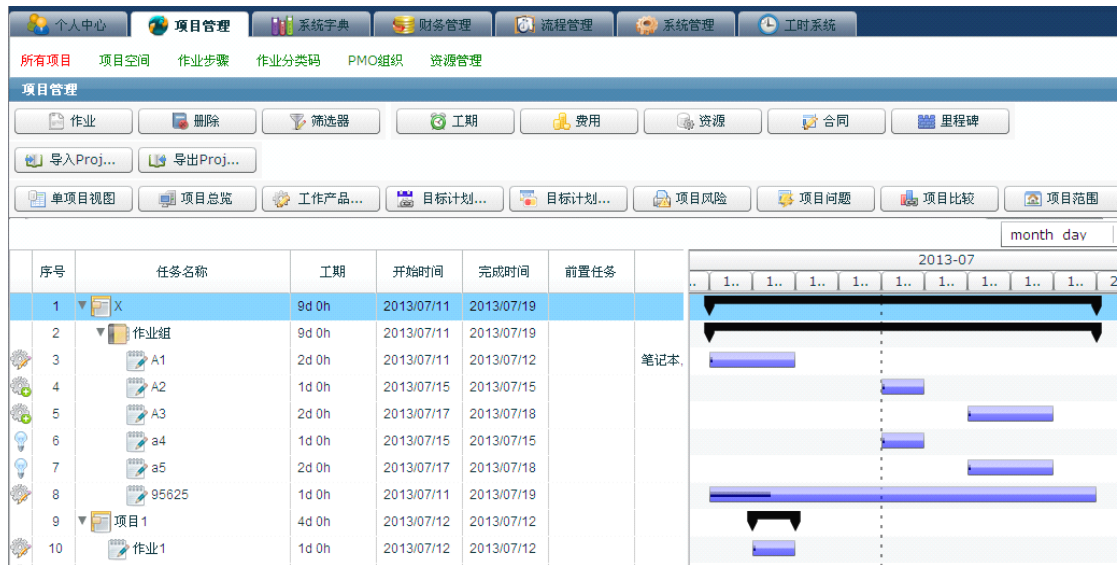 个人中心 项目管理 系统字典 财务管理 流程管理 系统管理 工时系统
所有项目 项目空间 作业步骤 作业分类码 PMO组织 资源管理
项目管理
作业 删除 筛选器 工期 费用 资源 合同 里程碑
导入Proj... 导出Proj...
单项目视图 项目总览 工作产品... 目标计划... 目标计划... 项目风险 项目问题 项目比较 项目范围
month day
2013-07
序号 任务名称 工期 开始时间 完成时间 前置任务
.. 1.. 1.. 1.. 1.. 1.. 1.. 1.. 1.. 1.. 2
1 X 9d 0h 2013/07/11 2013/07/19
2 作业组 9d 0h 2013/07/11 2013/07/19
3 A1 2d 0h 2013/07/11 2013/07/12 笔记本,
4 A2 1d 0h 2013/07/15 2013/07/15
5 A3 2d 0h 2013/07/17 2013/07/18
6 a4 1d 0h 2013/07/15 2013/07/15
7 a5 2d 0h 2013/07/17 2013/07/18
8 95625 1d 0h 2013/07/11 2013/07/19
9 项目1 4d 0h 2013/07/12 2013/07/12
10 作业1 1d 0h 2013/07/12 2013/07/12